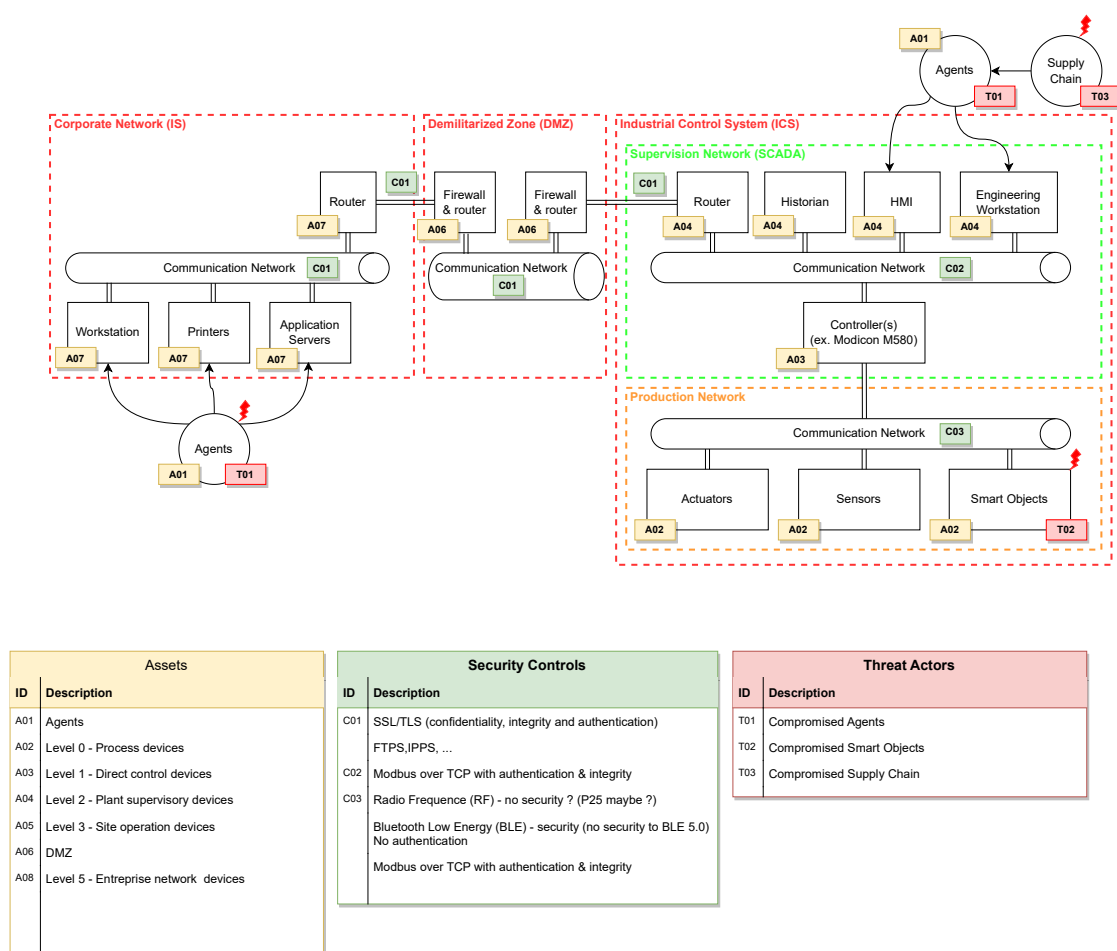 A01
Agents
T01
Supply
Chain
T03
Corporate Network (IS)
Demilitarized Zone (DMZ)
Industrial Control System (ICS)
Supervision Network (SCADA)
Router
A07
C01
Firewall
& router
A06
Firewall
& router
A06
C01
Router
A04
Historian
A04
HMI
A04
Engineering
Workstation
A04
Communication Network
C01
Communication Network
C01
Communication Network
C02
Workstation
A07
Printers
A07
Application
Servers
A07
Controller(s)
(ex. Modicon M580)
A03
Agents
A01
T01
Production Network
Communication Network
C03
Actuators
A02
Sensors
A02
Smart Objects
A02
T02
Assets
ID Description
A01 Agents
A02 Level 0 - Process devices
A03 Level 1 - Direct control devices
A04 Level 2 - Plant supervisory devices
A05 Level 3 - Site operation devices
A06 DMZ
A08 Level 5 - Entreprise network devices
Security Controls
ID Description
C01 SSL/TLS (confidentiality, integrity and authentication)
FTPS,IPPS, ...
C02 Modbus over TCP with authentication & integrity
C03 Radio Frequence (RF) - no security ? (P25 maybe ?)
Bluetooth Low Energy (BLE) - security (no security to BLE 5.0)
No authentication
Modbus over TCP with authentication & integrity
Threat Actors
ID Description
T01 Compromised Agents
T02 Compromised Smart Objects
T03 Compromised Supply Chain